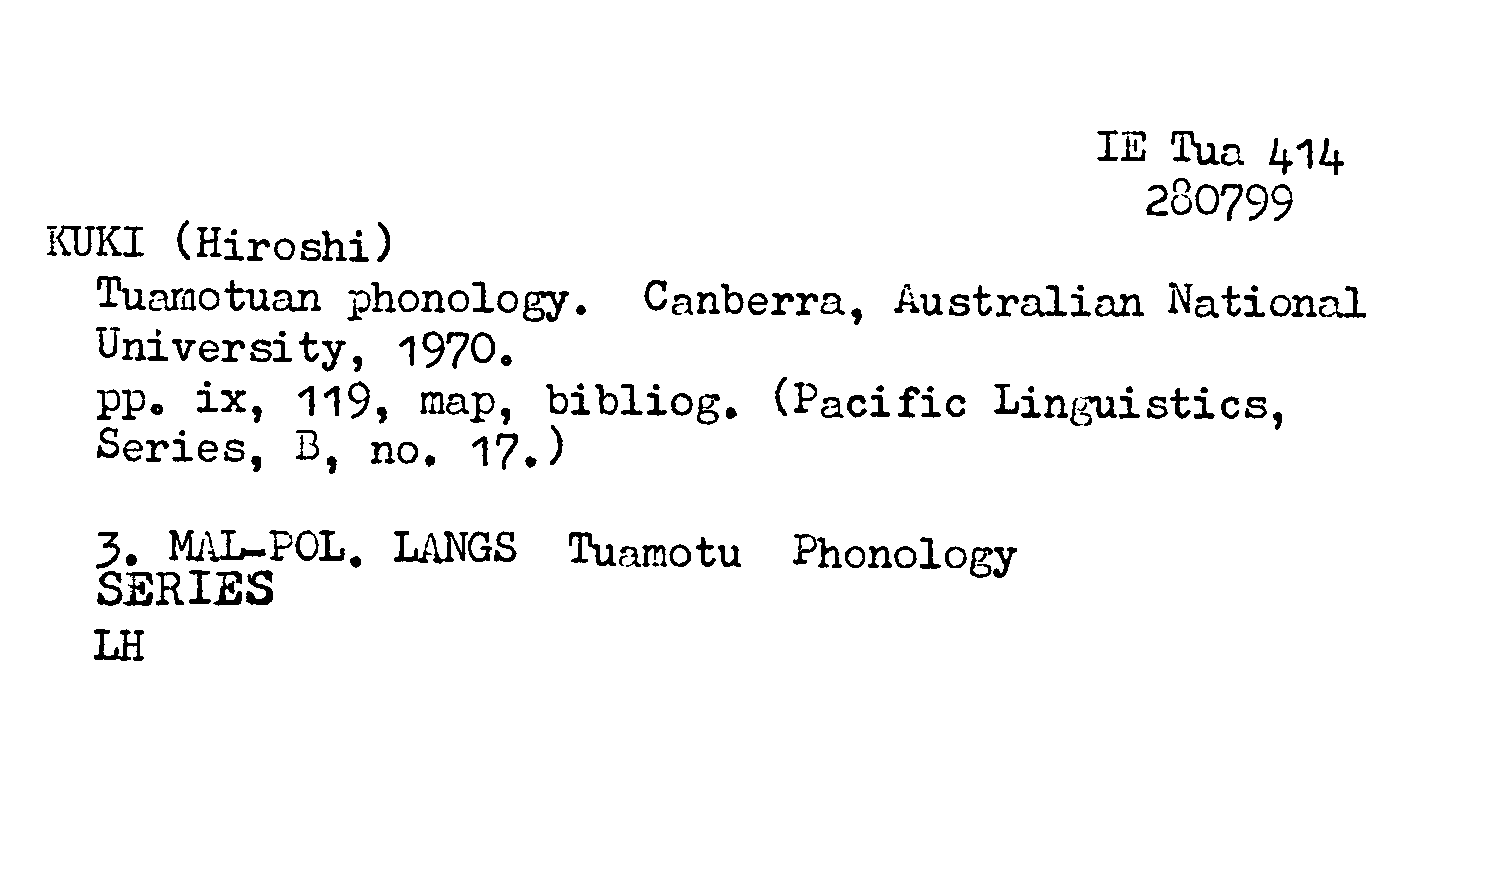 IE Tua 414
280799
KUKI (Hiroshi)
Tuamotuan phonology. Canberra, Australian National
University, 1970.
pp. ix, 119, map, bibliog. (Pacific Linguistics,
Series, B, no. 17.)
3. MAL-POL. LANGS Tuamotu Phonology
SERIES
LH